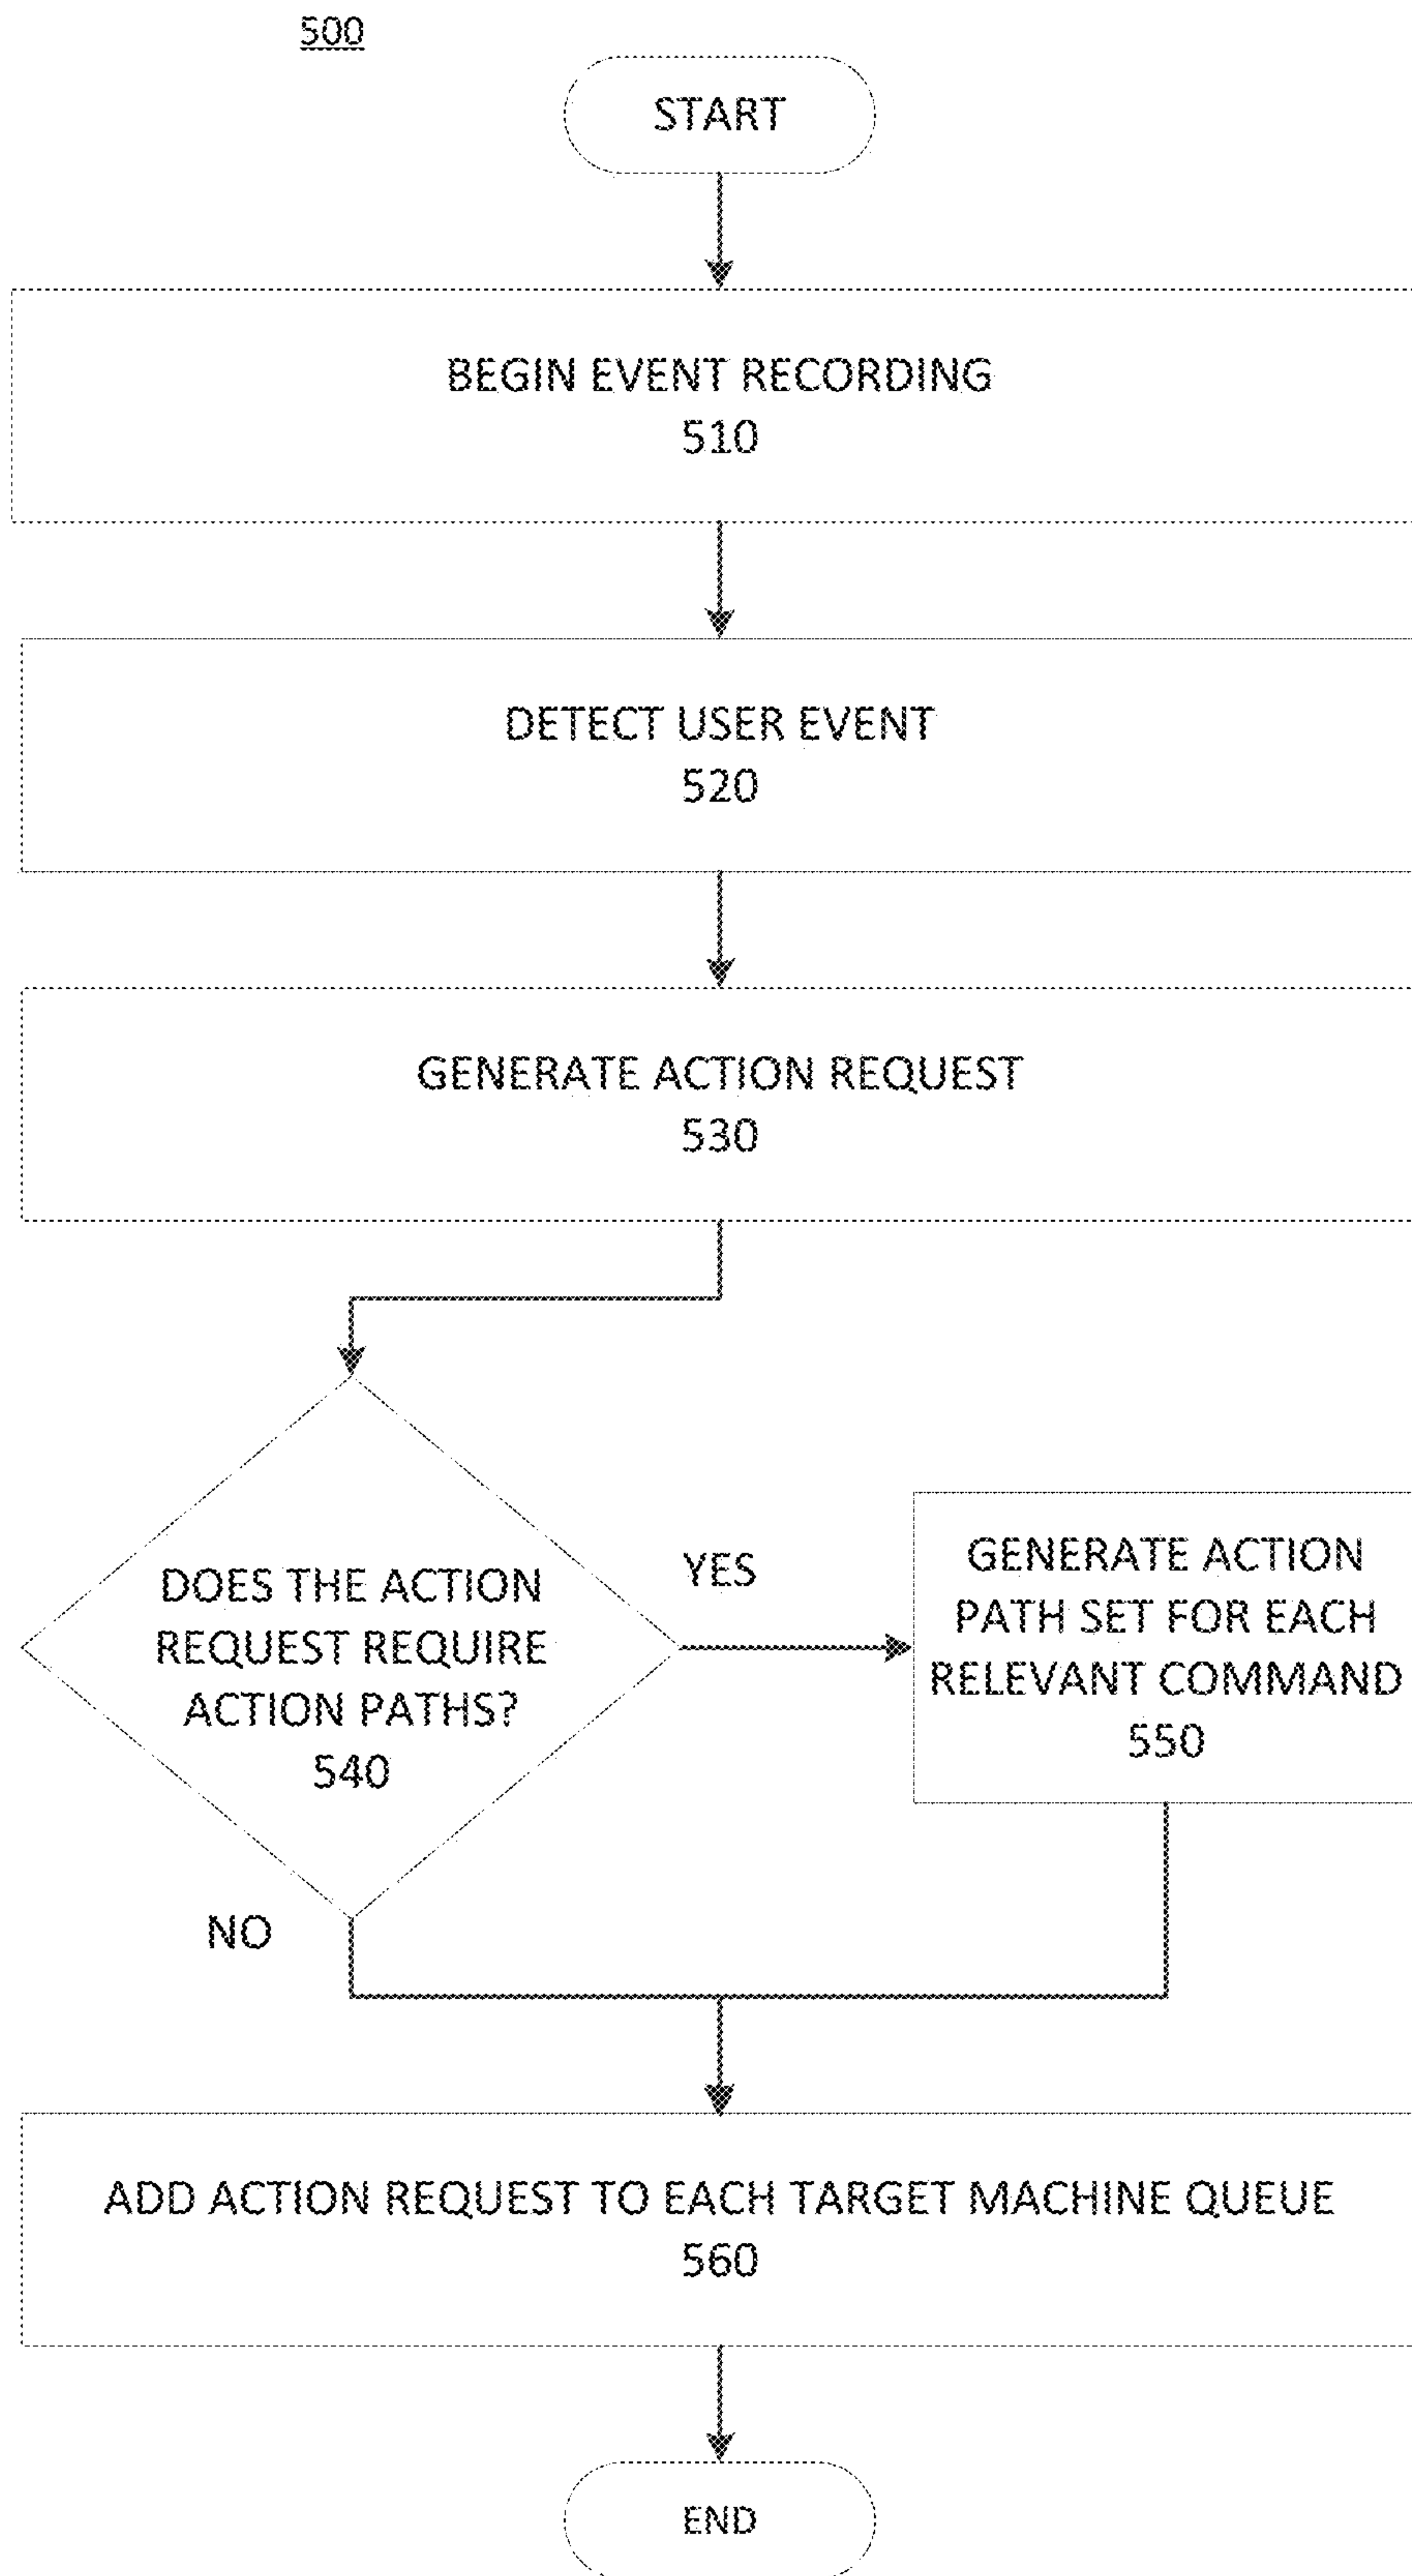 500
START
BEGIN EVENT RECORDING
510
DETECT USER EVENT
520
GENERATE ACTION REQUEST
530
DOES THE ACTION
REQUEST REQUIRE
ACTION PATHS?
540
YES
GENERATE ACTION
PATH SET FOR EACH
RELEVANT COMMAND
550
NO
ADD ACTION REQUEST TO EACH TARGET MACHINE QUEUE
560
END